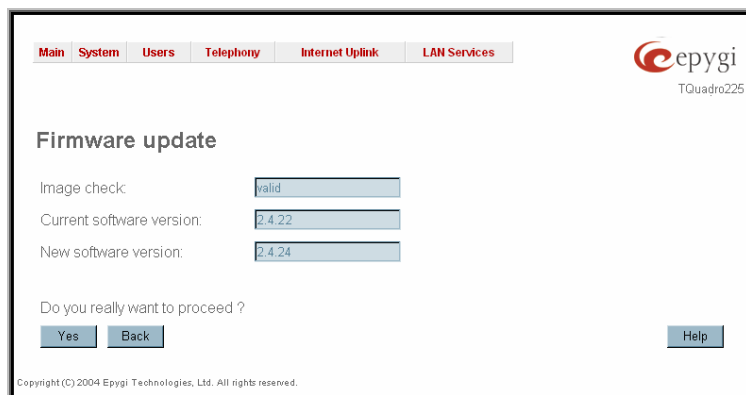 Main System Users Telephony Internet Uplink LAN Services
epygi
TQuadro225
Firmware update
Image check: valid
Current software version: 2.4.22
New software version: 2.4.24
Do you really want to proceed ?
Yes Back Help
Copyright (C) 2004 Epygi Technologies, Ltd. All rights reserved.